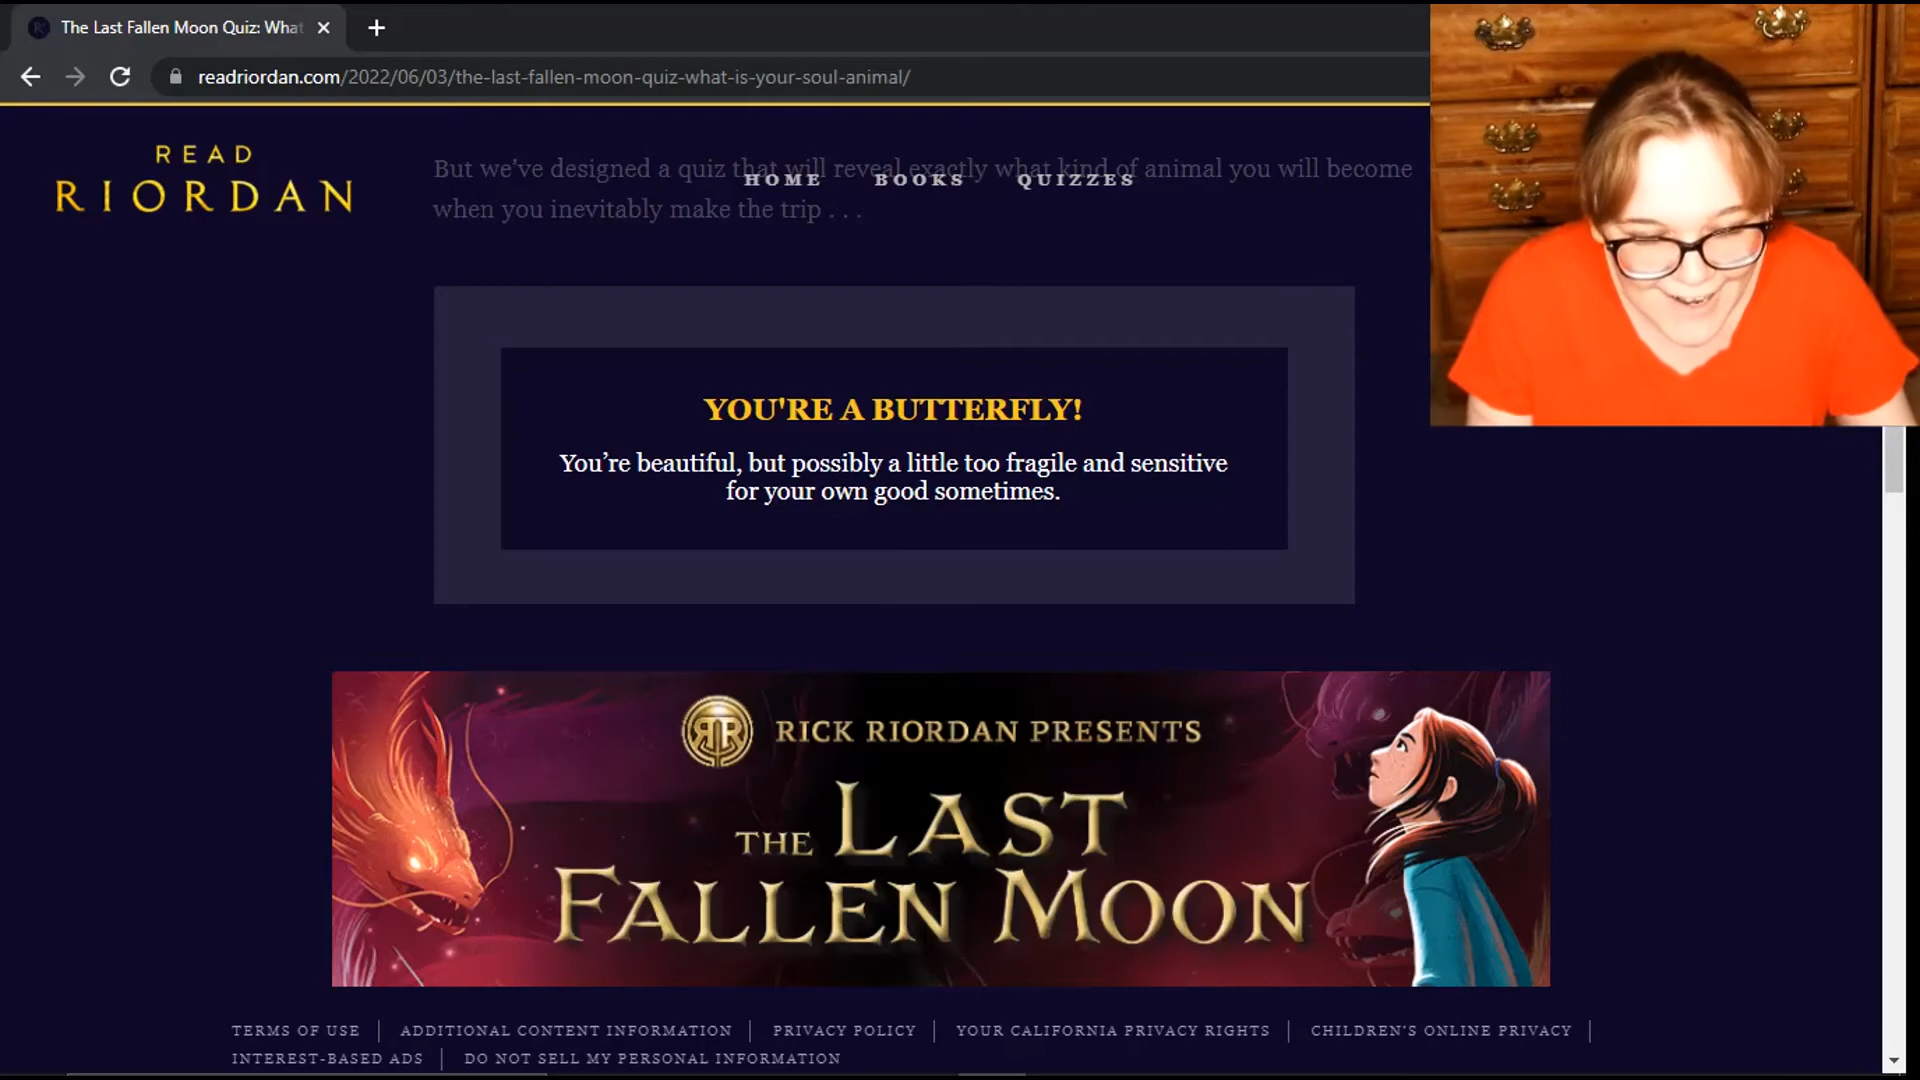 The Last Fallen Moon Quiz: What
readriordan.com/2022/06/03/the-last-fallen-moon-quiz-what-is-your-soul-animal/
READ
RIORDAN
HOME BOOKS QUIZZES
But we've designed a quiz that will reveal exactly what kind of animal you will become
when you inevitably make the trip . . .
YOU'RE A BUTTERFLY!
You're beautiful, but possibly a little too fragile and sensitive
for your own good sometimes.
RR RICK RIORDAN PRESENTS
THE LAST
FALLEN MOON
TERMS OF USE | ADDITIONAL CONTENT INFORMATION | PRIVACY POLICY | YOUR CALIFORNIA PRIVACY RIGHTS | CHILDREN'S ONLINE PRIVACY |
INTEREST-BASED ADS | DO NOT SELL MY PERSONAL INFORMATION